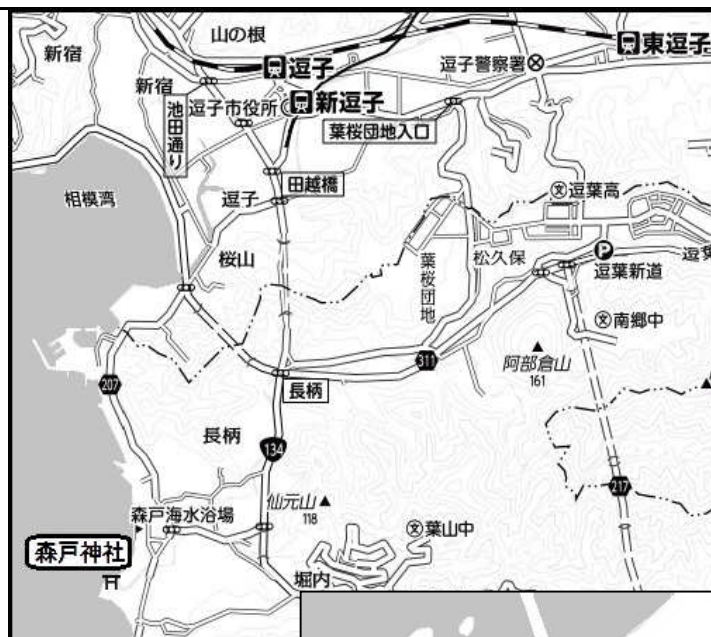 山の根
新宿
逗子
東逗子
逗子警察署
新宿
逗子市役所
新逗子
池田通り
葉桜団地入口
田越橋
相模湾
逗子
文
逗葉高
桜山
葉桜団地
松久保
P
逗葉新道
文
南郷中
阿部倉山
161
311
207
長柄
長柄
134
217
仙元山
118
森戸海水浴場
文
葉山中
森戸神社
堀内